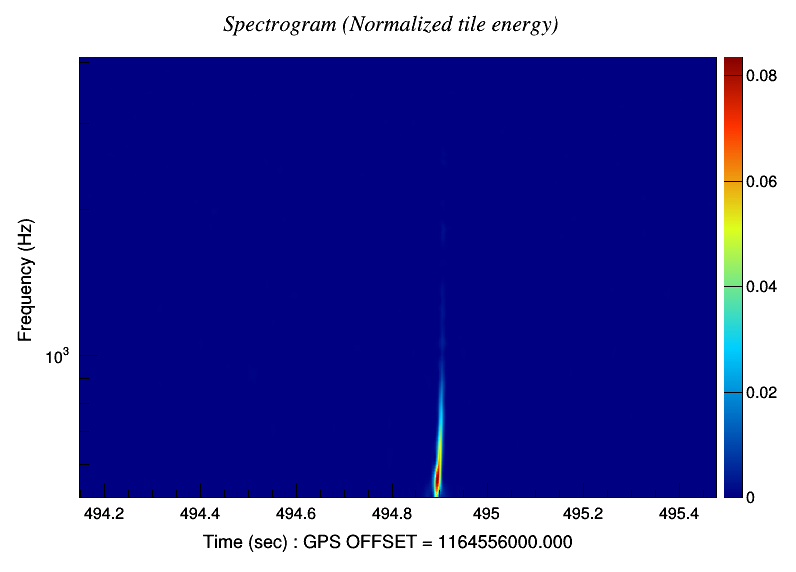 Spectrogram (Normalized tile energy)
0.08
0.06
0.04
0.02
0
Frequency (Hz)
10³
494.2 494.4 494.6 494.8 495 495.2 495.4
Time (sec) : GPS OFFSET = 1164556000.000